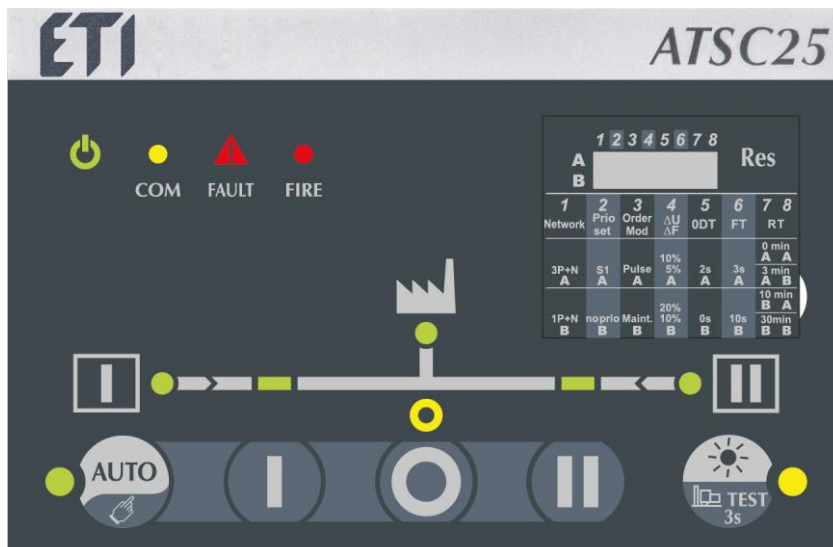 ETI ATSC25
1 2 3 4 5 6 7 8
A
B
Res
COM FAULT FIRE
1 2 3 4 5 6 7 8
Network Prio set Order Mod ΔU ΔF 0DT FT RT
3P+N A S1 A Pulse A 10% 5% A 2s A 3s A 0 min A A 3 min A B
1P+N B noprio B Maint. B 20% 10% B 0s B 10s B 10 min B A 30min B B
I II
AUTO I O II TEST
3s